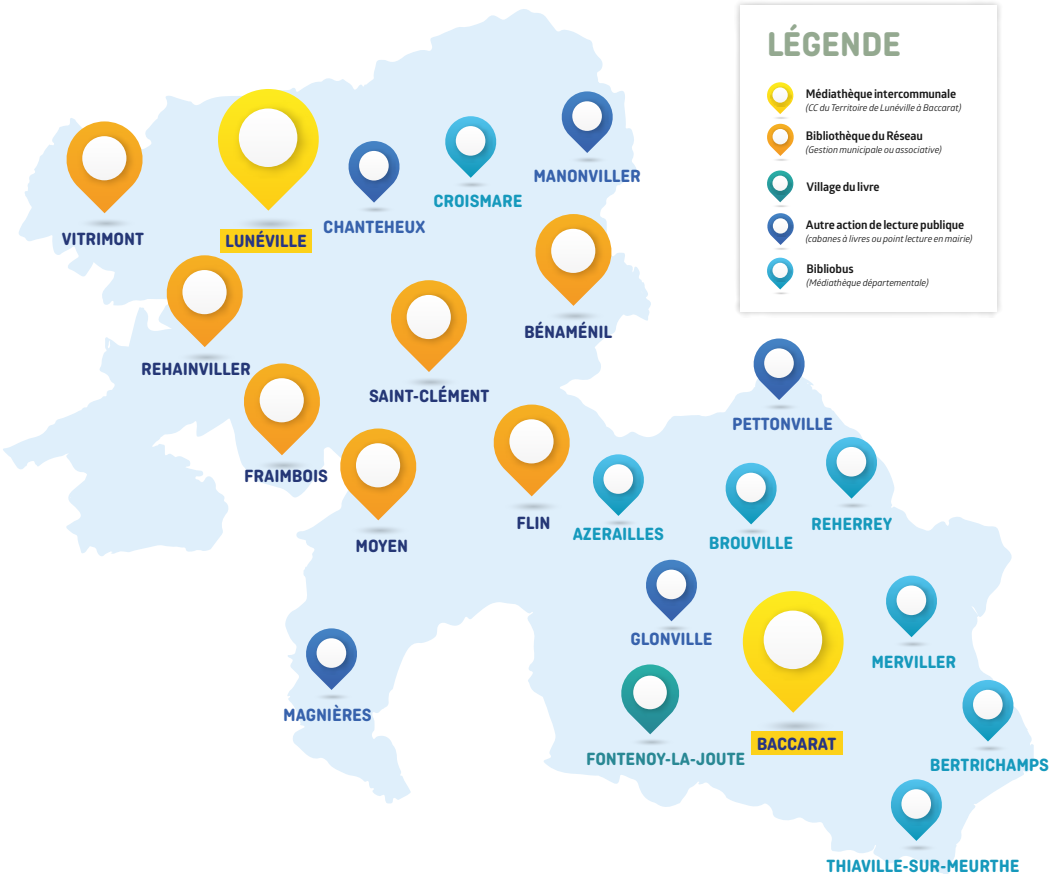 LÉGENDE
Médiathèque intercommunale
(CC du Territoire de Lunéville à Baccarat)
Bibliothèque du Réseau
(Gestion municipale ou associative)
Village du livre
Autre action de lecture publique
(cabanes à livres ou point lecture en mairie)
Bibliobus
(Médiathèque départementale)
MANONVILLER
CROISMARE
CHANTEHEUX
VITRIMONT
LUNÉVILLE
BÉNAMÉNIL
REHAINVILLER
SAINT-CLÉMENT
PETTONVILLE
FRAIMBOIS
FLIN
REHERREY
AZERAILLES
BROUVILLE
MOYEN
GLONVILLE
MERVILLER
MAGNIÈRES
BACCARAT
FONTENOY-LA-JOUTE
BERTRICHAMPS
THIAVILLE-SUR-MEURTHE